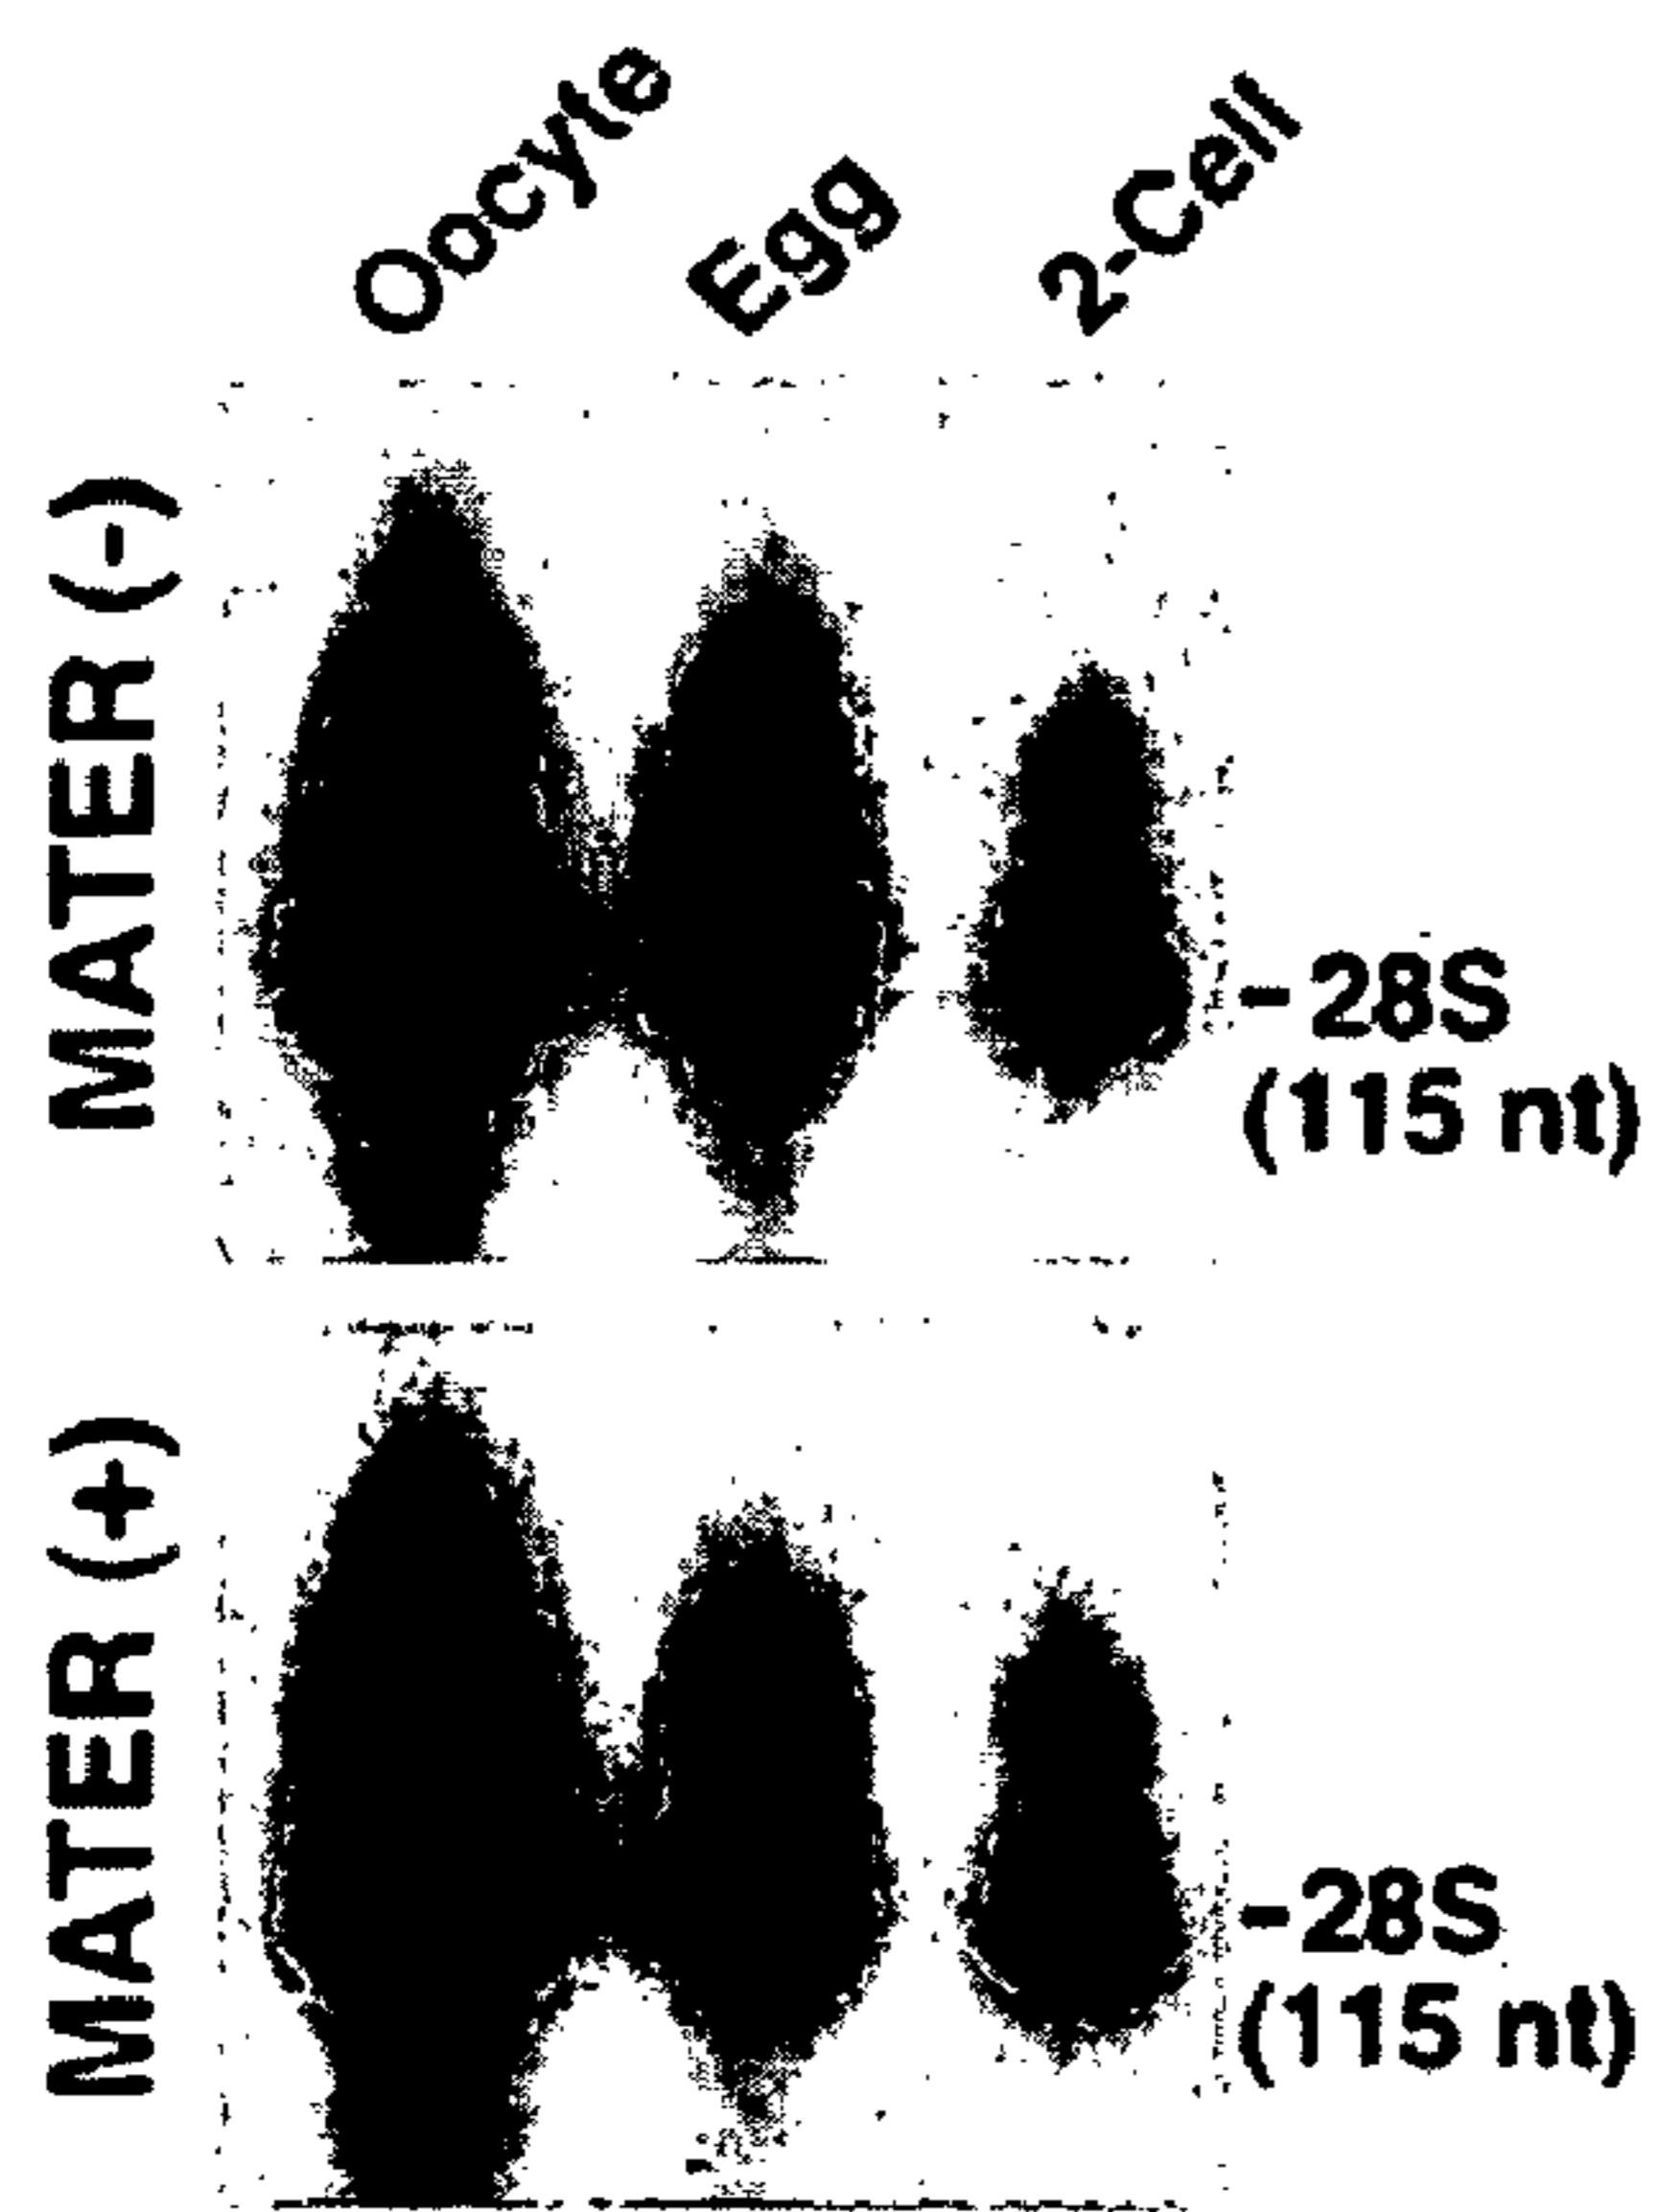 Oocyte
Egg
2-Cell
MATER (-)
- 28S
(115 nt)
MATER (+)
- 28S
(115 nt)